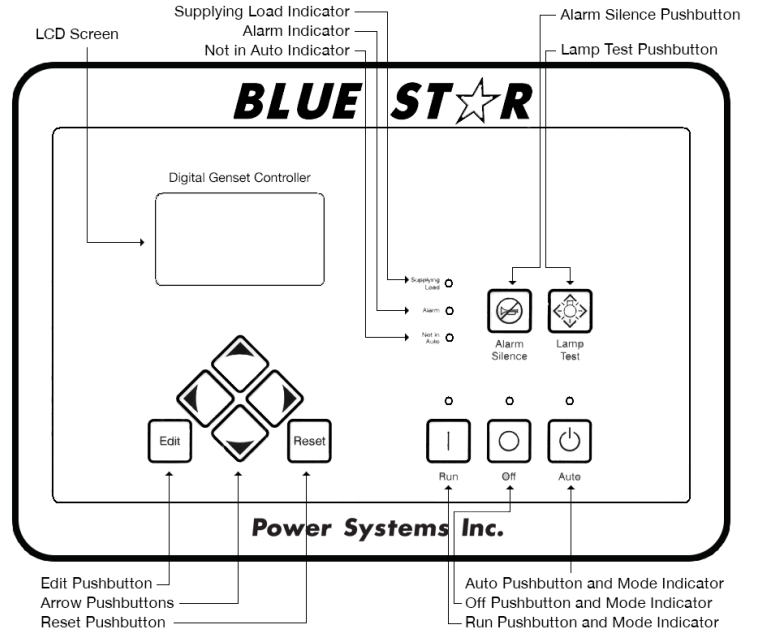 Supplying Load Indicator
Alarm Indicator
Not in Auto Indicator
LCD Screen
Alarm Silence Pushbutton
Lamp Test Pushbutton
BLUE ST☆R
Digital Genset Controller
Supplying
Load
Alarm
Not in
Auto
Alarm
Silence
Lamp
Test
Edit
Reset
Run
Off
Auto
Power Systems Inc.
Edit Pushbutton
Arrow Pushbuttons
Reset Pushbutton
Auto Pushbutton and Mode Indicator
Off Pushbutton and Mode Indicator
Run Pushbutton and Mode Indicator